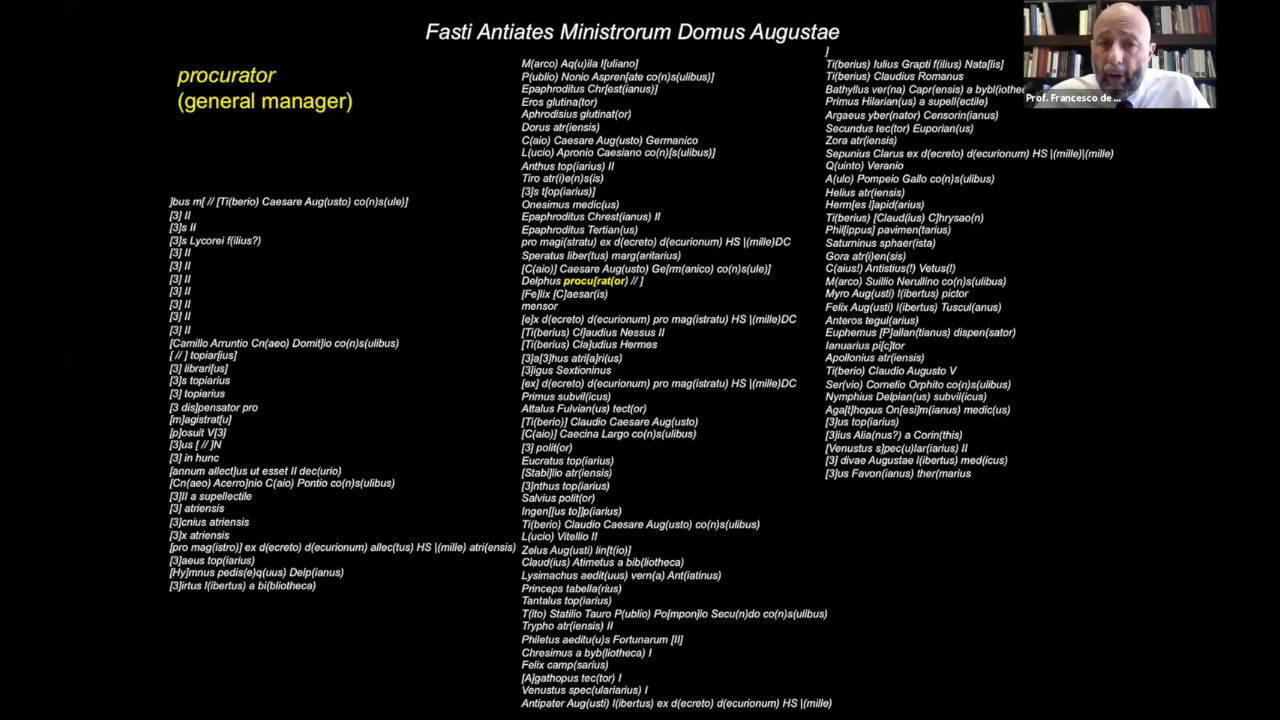 Fasti Antiates Ministrorum Domus Augustae
procurator
(general manager)
]bus m[ // [Ti(berio) Caesare Aug(usto) co(n)s(ule)]
[3] II
[3]s II
[3]s Lycorei f(ilius?)
[3] II
[3] II
[3] II
[3] II
[3] II
[3] II
[3] II
[Camillo Arruntio Cn(aeo) Domit]io co(n)s(ulibus)
[ // ] topiar[ius]
[3] librari[us]
[3]s topiarius
[3] topiarius
[3 dis]pensator pro
[m]agistrat[u]
[p]osuit V[3]
[3]us [ // ]N
[3] in hunc
[annum allect]us ut esset II dec(urio)
[Cn(aeo) Acerro]nio C(aio) Pontio co(n)s(ulibus)
[3]II a supellectile
[3] atriensis
[3]cnius atriensis
[3]x atriensis
[pro mag(istro)] ex d(ecreto) d(ecurionum) allec(tus) HS |(mille) atri(ensis)
[3]aeus top(iarius)
[Hy]mnus pedis(e)q(uus) Delp(ianus)
[3]irtus l(ibertus) a bi(bliotheca)
M(arco) Aq(u)ila I[uliano]
P(ublio) Nonio Aspren[ate co(n)s(ulibus)]
Epaphroditus Chr[est(ianus)]
Eros glutina(tor)
Aphrodisius glutinat(or)
Dorus atr(iensis)
C(aio) Caesare Aug(usto) Germanico
L(ucio) Apronio Caesiano co(n)[s(ulibus)]
Anthus top(iarius) II
Tiro atr(i)e(n)s(is)
[3]s t[op(iarius)]
Onesimus medic(us)
Epaphroditus Chrest(ianus) II
Epaphroditus Tertian(us)
pro magi(stratu) ex d(ecreto) d(ecurionum) HS |(mille)DC
Speratus liber(tus) marg(aritarius)
[C(aio)] Caesare Aug(usto) Ge[rm(anico) co(n)s(ule)]
Delphus procu[rat(or) // ]
[Fe]lix [C]aesar(is)
mensor
[e]x d(ecreto) d(ecurionum) pro mag(istratu) HS |(mille)DC
[Ti(berius) Cl]audius Nessus II
[Ti(berius) Cla]udius Hermes
[3]a[3]hus atri[a]ri(us)
[3]igus Sextioninus
[ex] d(ecreto) d(ecurionum) pro mag(istratu) HS |(mille)DC
Primus subvil(icus)
Attalus Fulvian(us) tect(or)
[Ti(berio)] Claudio Caesare Aug(usto)
[C(aio)] Caecina Largo co(n)s(ulibus)
[3] polit(or)
Eucratus top(iarius)
[Stabi]lio atr(iensis)
[3]nthus top(iarius)
Salvius polit(or)
Ingen[[us to]]p(iarius)
Ti(berio) Claudio Caesare Aug(usto) co(n)s(ulibus)
L(ucio) Vitellio II
Zelus Aug(usti) lin[t(io)]
Claud(ius) Atimetus a bib(liotheca)
Lysimachus aedit(uus) vern(a) Ant(iatinus)
Princeps tabella(rius)
Tantalus top(iarius)
T(ito) Statilio Tauro P(ublio) Po[mpon]io Secu(n)do co(n)s(ulibus)
Trypho atr(iensis) II
Philetus aeditu(u)s Fortunarum [II]
Chresimus a byb(liotheca) I
Felix camp(sarius)
[A]gathopus tec(tor) I
Venustus spec(ulariarius) I
Antipater Aug(usti) l(ibertus) ex d(ecreto) d(ecurionum) HS |(mille)
]
Ti(berius) Iulius Grapti f(ilius) Nata[lis]
Ti(berius) Claudius Romanus
Bathyllus ver(na) Capr(ensis) a bybl(iothe
Primus Hilarian(us) a supell(ectile)
Argaeus yber(nator) Censorin(ianus)
Secundus tec(tor) Euporian(us)
Zora atr(iensis)
Sepunius Clarus ex d(ecreto) d(ecurionum) HS |(mille)|(mille)
Q(uinto) Veranio
A(ulo) Pompeio Gallo co(n)s(ulibus)
Helius atr(iensis)
Herm[es l]apid(arius)
Ti(berius) [Claud(ius) C]hrysao(n)
Phil[ippus] pavimen(tarius)
Saturninus sphaer(ista)
Gora atr(i)en(sis)
C(aius!) Antistius(!) Vetus(!)
M(arco) Suillio Nerullino co(n)s(ulibus)
Myro Aug(usti) l(ibertus) pictor
Felix Aug(usti) l(ibertus) Tuscul(anus)
Anteros tegul(arius)
Euphemus [P]allan(tianus) dispen(sator)
Ianuarius pi[c]tor
Apollonius atr(iensis)
Ti(berio) Claudio Augusto V
Ser(vio) Cornelio Orphito co(n)s(ulibus)
Nymphius Delpian(us) subvil(icus)
Aga[t]hopus On[esi]m(ianus) medic(us)
[3]us top(iarius)
[3]ius Alia(nus?) a Corin(this)
[Venustus s]pec(u)lar(iarius) II
[3] divae Augustae l(ibertus) med(icus)
[3]us Favon(ianus) ther(marius
Prof. Francesco de ...